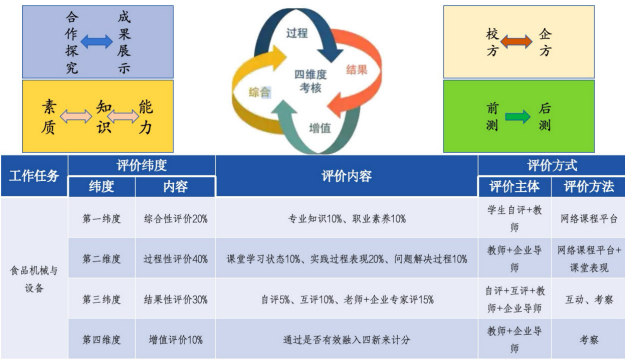 合作探究
成果展示
素质
知识
能力
过程
结果
四维度
考核
综合
增值
校方
企方
前测
后测
工作任务
评价纬度
评价内容
评价方式
纬度
内容
评价主体
评价方法
食品机械与
设备
第一纬度
综合性评价20%
专业知识10%、职业素养10%
学生自评+教
师
网络课程平台
第二维度
过程性评价40%
课堂学习状态10%、实践过程表现20%、问题解决过程10%
教师+企业导
师
网络课程平台+
课堂表现
第三纬度
结果性评价30%
自评5%、互评10%、老师+企业专家评15%
自评+互评+教
师+企业导师
互动、考察
第四维度
增值评价10%
通过是否有效融入四新来计分
教师+企业导
师
考察